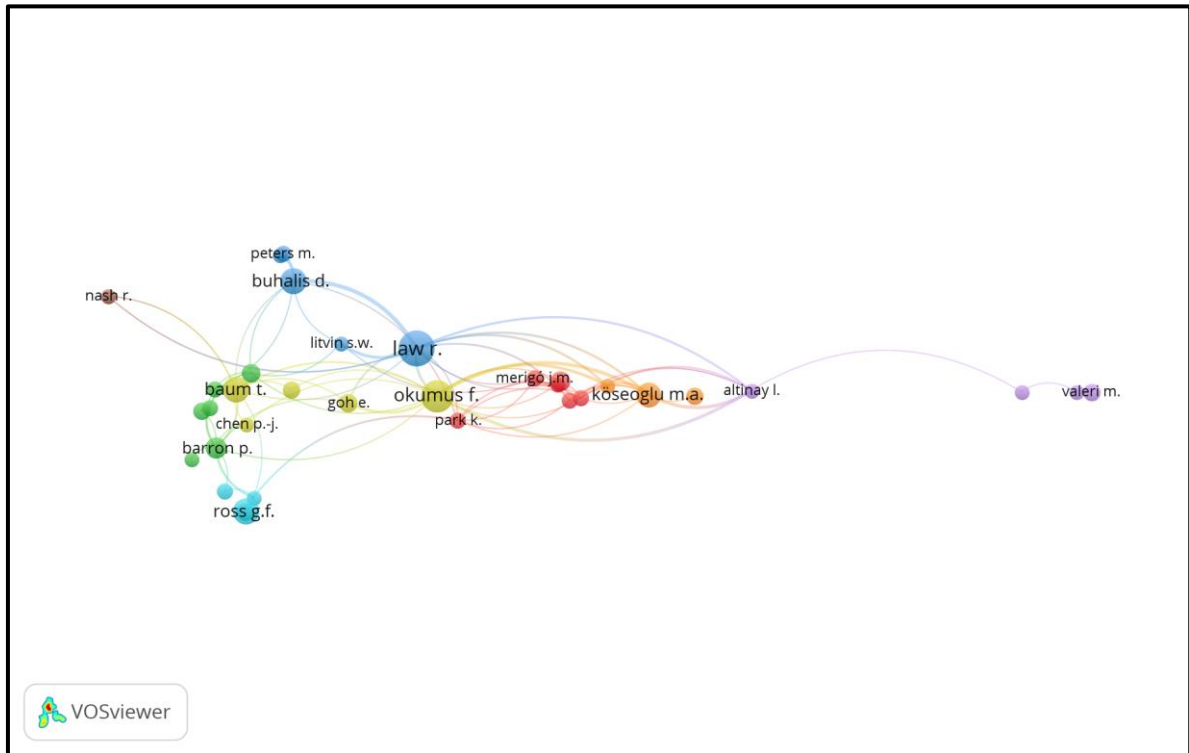 peters m.
buhalis d.
nash r.
litvin s.w.
law r.
merigó j.m.
baum t.
okumus f.
köseoglu m.a.
altinay l.
valeri m.
goh e.
chen p.-j.
park k.
barron p.
ross g.f.
VOSviewer